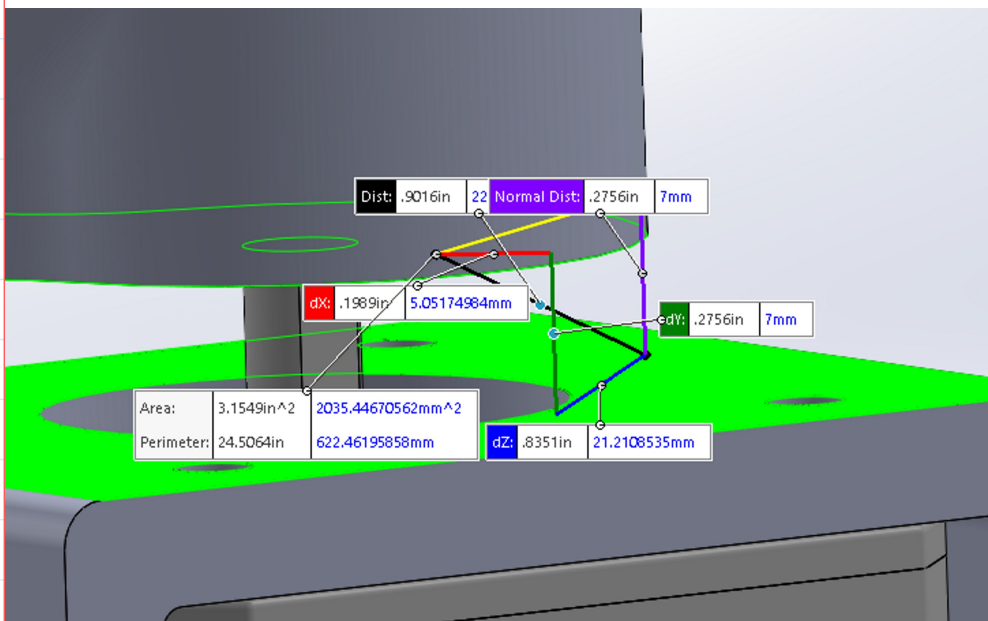 Dist: .9016in 22
Normal Dist: .2756in 7mm
dX: .1989in 5.05174984mm
dY: .2756in 7mm
Area: 3.1549in^2 2035.44670562mm^2
Perimeter: 24.5064in 622.46195858mm
dZ: .8351in 21.2108535mm